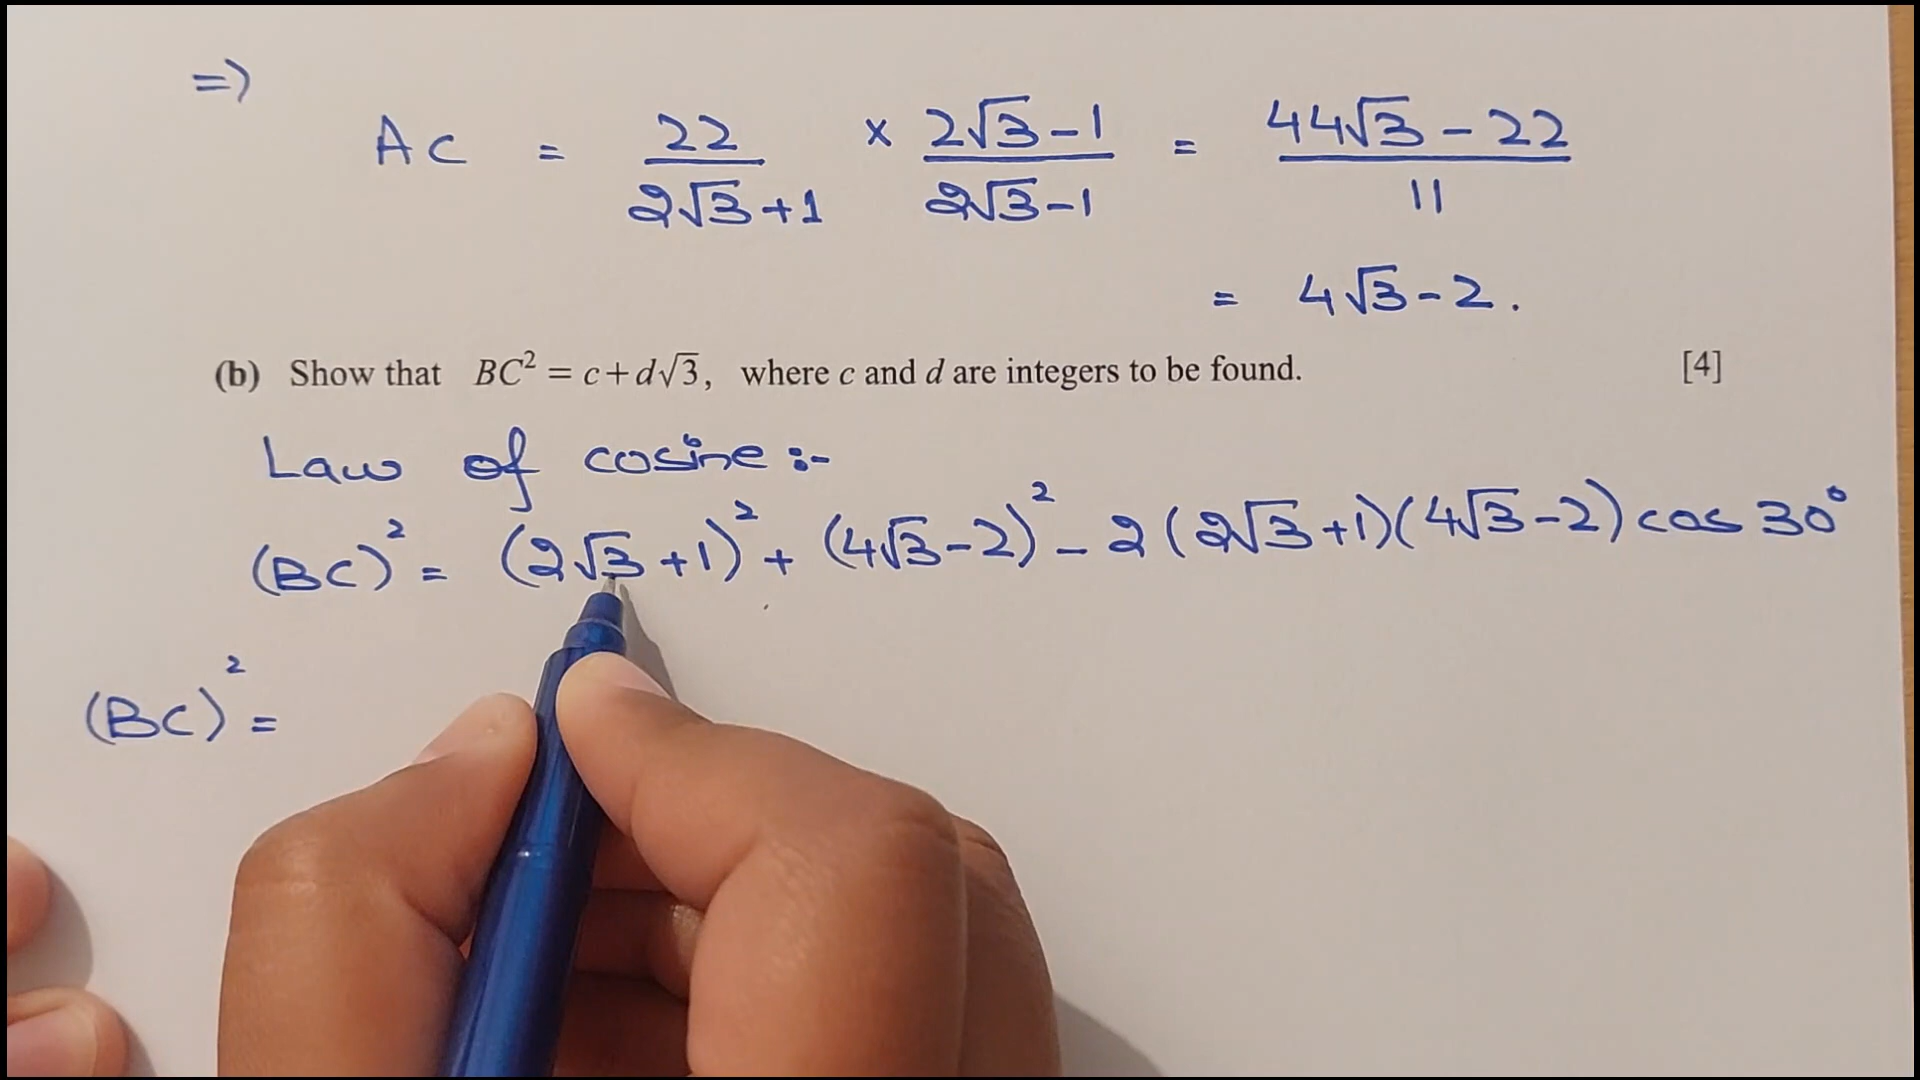 =>
AC = 22/(2√3+1) × (2√3-1)/(2√3-1) = (44√3-22)/11
= 4√3-2.
(b) Show that BC² = c+d√3, where c and d are integers to be found. [4]
Law of cosine :-
(BC)² = (2√3+1)² + (4√3-2)² - 2(2√3+1)(4√3-2) cos 30°
(BC)² =